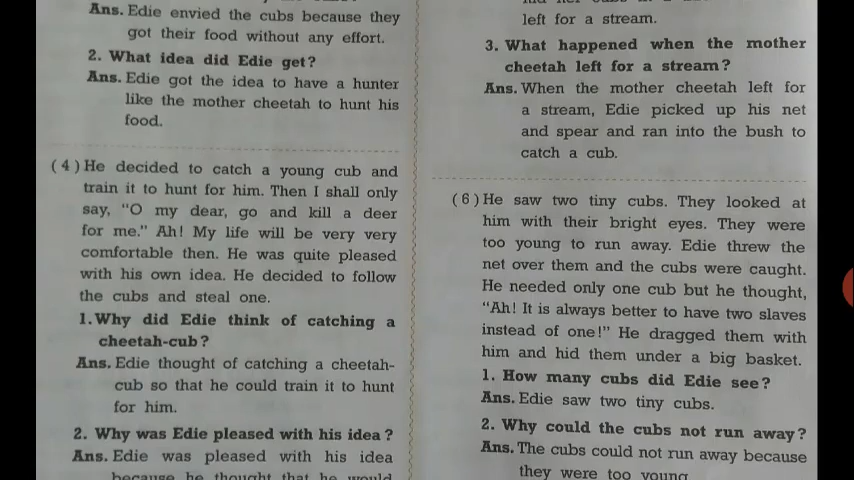 Ans. Edie envied the cubs because they
got their food without any effort.
2. What idea did Edie get?
Ans. Edie got the idea to have a hunter
like the mother cheetah to hunt his
food.
(4) He decided to catch a young cub and
train it to hunt for him. Then I shall only
say, "O my dear, go and kill a deer
for me." Ah! My life will be very very
comfortable then. He was quite pleased
with his own idea. He decided to follow
the cubs and steal one.
1. Why did Edie think of catching a
cheetah-cub?
Ans. Edie thought of catching a cheetah-
cub so that he could train it to hunt
for him.
2. Why was Edie pleased with his idea?
Ans. Edie was pleased with his idea
because he thought that he would
left for a stream.
3. What happened when the mother
cheetah left for a stream?
Ans. When the mother cheetah left for
a stream, Edie picked up his net
and spear and ran into the bush to
catch a cub.
(6) He saw two tiny cubs. They looked at
him with their bright eyes. They were
too young to run away. Edie threw the
net over them and the cubs were caught.
He needed only one cub but he thought,
"Ah! It is always better to have two slaves
instead of one!" He dragged them with
him and hid them under a big basket.
1. How many cubs did Edie see?
Ans. Edie saw two tiny cubs.
2. Why could the cubs not run away?
Ans. The cubs could not run away because
they were too young